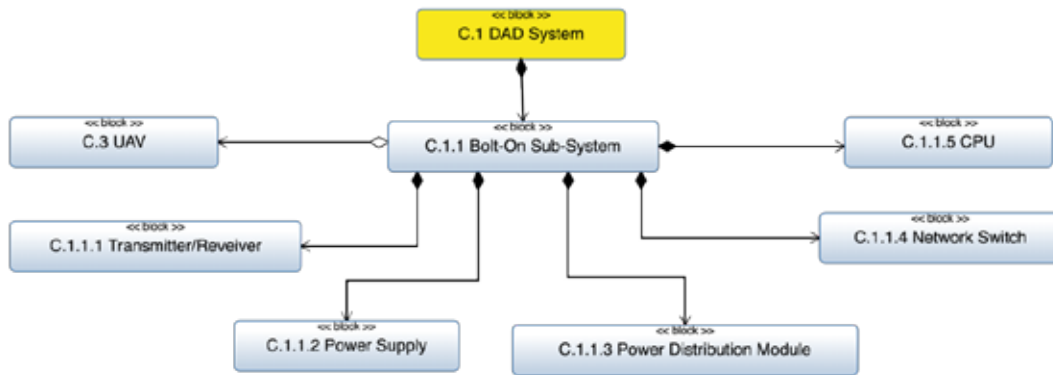 << block >>
C.1 DAD System
<< block >>
C.3 UAV
<< block >>
C.1.1 Bolt-On Sub-System
<< block >>
C.1.1.5 CPU
<< block >>
C.1.1.1 Transmitter/Reveiver
<< block >>
C.1.1.4 Network Switch
<< block >>
C.1.1.2 Power Supply
<< block >>
C.1.1.3 Power Distribution Module